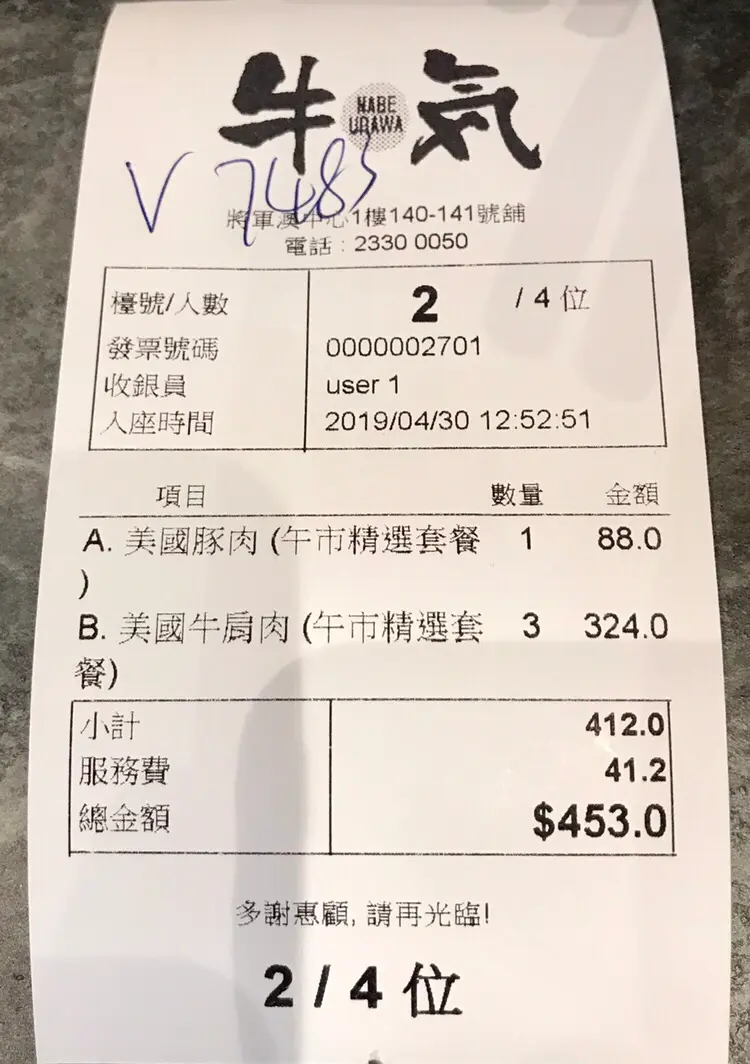 牛気
NABE
URAWA
V 7483
將軍澳中心1樓140-141號舖
電話 : 2330 0050
檯號/人數 2 / 4 位
發票號碼 0000002701
收銀員 user 1
入座時間 2019/04/30 12:52:51
項目 數量 金額
A. 美國豚肉 (午市精選套餐 1 88.0
)
B. 美國牛肩肉 (午市精選套 3 324.0
餐)
小計 412.0
服務費 41.2
總金額 $453.0
多謝惠顧, 請再光臨!
2 / 4 位